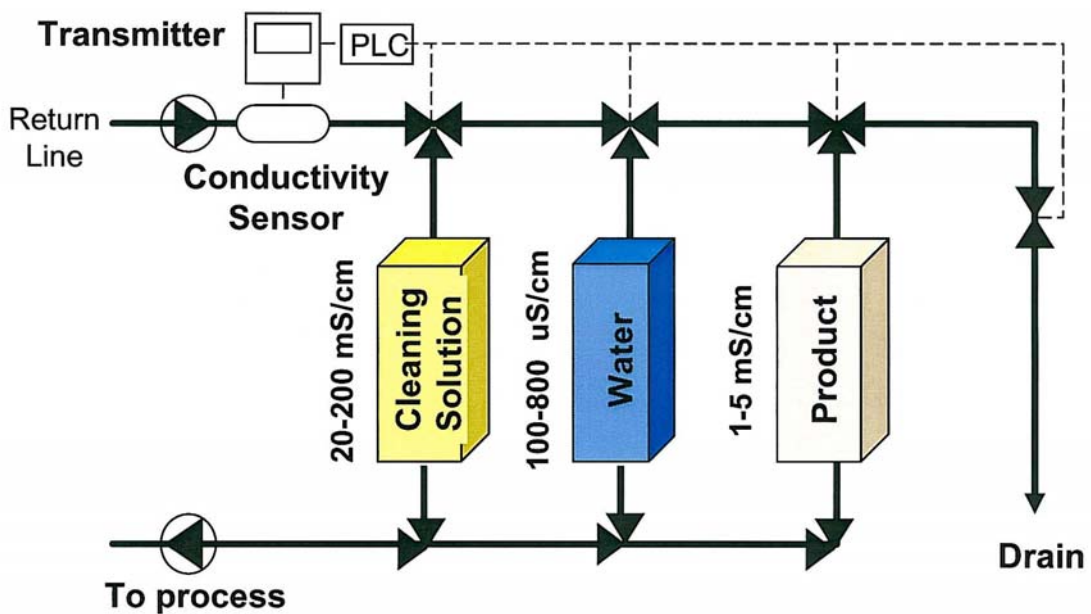 Transmitter
PLC
Return
Line
Conductivity
Sensor
20-200 mS/cm
Cleaning
Solution
100-800 uS/cm
Water
1-5 mS/cm
Product
To process
Drain